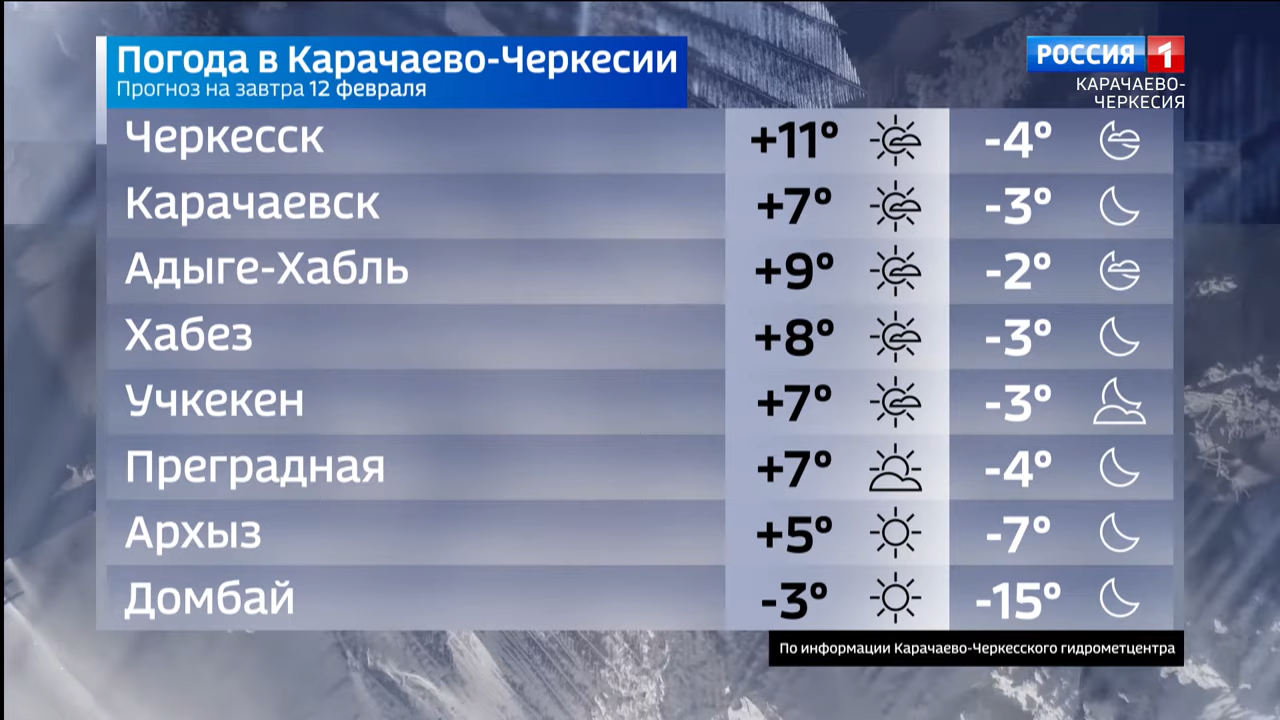 Погода в Карачаево-Черкесии
Прогноз на завтра 12 февраля
РОССИЯ 1
КАРАЧАЕВО-
ЧЕРКЕСИЯ
Черкесск +11° -4°
Карачаевск +7° -3°
Адыге-Хабль +9° -2°
Хабез +8° -3°
Учкекен +7° -3°
Преградная +7° -4°
Архыз +5° -7°
Домбай -3° -15°
По информации Карачаево-Черкесского гидрометцентра